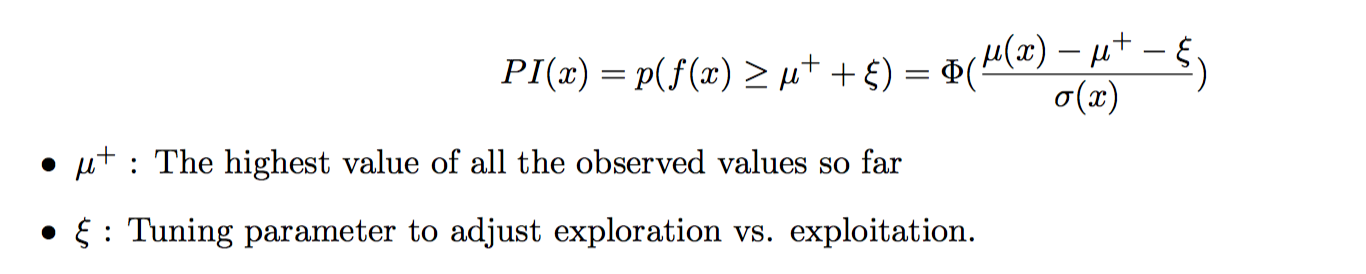 PI(x) = p(f(x) ≥ μ⁺ + ξ) = Φ((μ(x) − μ⁺ − ξ)/σ(x))
• μ⁺ : The highest value of all the observed values so far
• ξ : Tuning parameter to adjust exploration vs. exploitation.